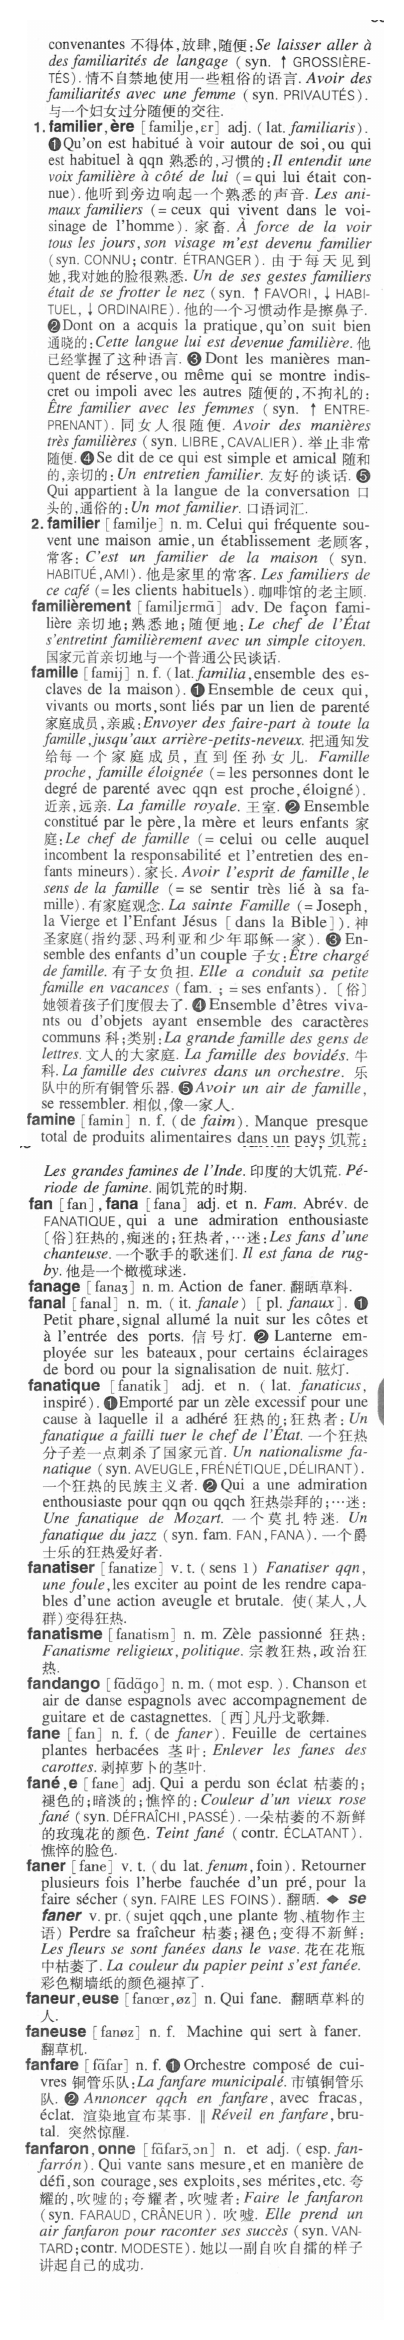 convenantes 不得体,放肆,随便:Se laisser aller à
des familiarités de langage (syn. ↑ GROSSIÈRE-
TÉS). 情不自禁地使用一些粗俗的语言. Avoir des
familiarités avec une femme (syn. PRIVAUTÉS).
与一个妇女过分随便的交往.
1. familier,ère [familje,ɛr] adj. (lat. familiaris).
❶Qu'on est habitué à voir autour de soi,ou qui
est habituel à qqn 熟悉的,习惯的:Il entendit une
voix familière à côté de lui (= qui lui était con-
nue). 他听到旁边响起一个熟悉的声音. Les ani-
maux familiers (= ceux qui vivent dans le voi-
sinage de l'homme). 家畜. À force de la voir
tous les jours,son visage m'est devenu familier
(syn. CONNU; contr. ÉTRANGER). 由于每天见到
她,我对她的脸很熟悉. Un de ses gestes familiers
était de se frotter le nez (syn. ↑ FAVORI, ↓ HABI-
TUEL, ↓ ORDINAIRE). 他的一个习惯动作是擦鼻子.
❷Dont on a acquis la pratique,qu'on suit bien
通晓的:Cette langue lui est devenue familière. 他
已经掌握了这种语言. ❸Dont les manières man-
quent de réserve,ou même qui se montre indis-
cret ou impoli avec les autres 随便的,不拘礼的:
Être familier avec les femmes (syn. ↑ ENTRE-
PRENANT). 同女人很随便. Avoir des manières
très familières (syn. LIBRE,CAVALIER). 举止非常
随便. ❹Se dit de ce qui est simple et amical 随和
的,亲切的:Un entretien familier. 友好的谈话. ❺
Qui appartient à la langue de la conversation 口
头的,通俗的:Un mot familier. 口语词汇.
2. familier [familje] n. m. Celui qui fréquente sou-
vent une maison amie,un établissement 老顾客,
常客: C'est un familier de la maison (syn.
HABITUÉ,AMI). 他是家里的常客. Les familiers de
ce café (= les clients habituels). 咖啡馆的老主顾.
familièrement [familjɛrmɑ̃] adv. De façon fami-
lière 亲切地;熟悉地;随便地:Le chef de l'État
s'entretint familièrement avec un simple citoyen.
国家元首亲切地与一个普通公民谈话.
famille [famij] n. f. (lat. familia,ensemble des es-
claves de la maison). ❶Ensemble de ceux qui,
vivants ou morts,sont liés par un lien de parenté
家庭成员,亲戚:Envoyer des faire-part à toute la
famille,jusqu'aux arrière-petits-neveux. 把通知发
给每一个家庭成员,直到侄孙女儿. Famille
proche, famille éloignée (= les personnes dont le
degré de parenté avec qqn est proche,éloigné).
近亲,远亲. La famille royale. 王室. ❷Ensemble
constitué par le père,la mère et leurs enfants 家
庭:Le chef de famille (= celui ou celle auquel
incombent la responsabilité et l'entretien des en-
fants mineurs). 家长. Avoir l'esprit de famille,le
sens de la famille (= se sentir très lié à sa fa-
mille). 有家庭观念. La sainte Famille (= Joseph,
la Vierge et l'Enfant Jésus [dans la Bible]). 神
圣家庭(指约瑟、玛利亚和少年耶稣一家). ❸En-
semble des enfants d'un couple 子女:Être chargé
de famille. 有子女负担. Elle a conduit sa petite
famille en vacances (fam. ; = ses enfants). 〔俗〕
她领着孩子们度假去了. ❹Ensemble d'êtres viva-
nts ou d'objets ayant ensemble des caractères
communs 科;类别:La grande famille des gens de
lettres. 文人的大家庭. La famille des bovidés. 牛
科. La famille des cuivres dans un orchestre. 乐
队中的所有铜管乐器. ❺Avoir un air de famille,
se ressembler. 相似,像一家人.
famine [famin] n. f. (de faim). Manque presque
total de produits alimentaires dans un pays 饥荒:
Les grandes famines de l'Inde. 印度的大饥荒. Pé-
riode de famine. 闹饥荒的时期.
fan [fan],fana [fana] adj. et n. Fam. Abrév. de
FANATIQUE, qui a une admiration enthousiaste
〔俗〕狂热的,痴迷的;狂热者,…迷:Les fans d'une
chanteuse. 一个歌手的歌迷们. Il est fana de rug-
by. 他是一个橄榄球迷.
fanage [fanaʒ] n. m. Action de faner. 翻晒草料.
fanal [fanal] n. m. (it. fanale) [pl. fanaux]. ❶
Petit phare,signal allumé la nuit sur les côtes et
à l'entrée des ports. 信号灯. ❷ Lanterne em-
ployée sur les bateaux,pour certains éclairages
de bord ou pour la signalisation de nuit. 舷灯.
fanatique [fanatik] adj. et n. (lat. fanaticus,
inspiré). ❶Emporté par un zèle excessif pour une
cause à laquelle il a adhéré 狂热的;狂热者:Un
fanatique a failli tuer le chef de l'État. 一个狂热
分子差一点刺杀了国家元首. Un nationalisme fa-
natique (syn. AVEUGLE,FRÉNÉTIQUE,DÉLIRANT).
一个狂热的民族主义者. ❷Qui a une admiration
enthousiaste pour qqn ou qqch 狂热崇拜的;…迷:
Une fanatique de Mozart. 一个莫扎特迷. Un
fanatique du jazz (syn. fam. FAN,FANA). 一个爵
士乐的狂热爱好者.
fanatiser [fanatize] v. t. (sens 1) Fanatiser qqn,
une foule,les exciter au point de les rendre capa-
bles d'une action aveugle et brutale. 使(某人,人
群)变得狂热.
fanatisme [fanatism] n. m. Zèle passionné 狂热:
Fanatisme religieux,politique. 宗教狂热,政治狂
热.
fandango [fɑ̃dɑ̃go] n. m. (mot esp.). Chanson et
air de danse espagnols avec accompagnement de
guitare et de castagnettes. 〔西〕凡丹戈歌舞.
fane [fan] n. f. (de faner). Feuille de certaines
plantes herbacées 茎叶: Enlever les fanes des
carottes. 剥掉萝卜的茎叶.
fané,e [fane] adj. Qui a perdu son éclat 枯萎的;
褪色的;暗淡的;憔悴的:Couleur d'un vieux rose
fané (syn. DÉFRAÎCHI,PASSÉ). 一朵枯萎的不新鲜
的玫瑰花的颜色. Teint fané (contr. ÉCLATANT).
憔悴的脸色.
faner [fane] v. t. (du lat. fenum,foin). Retourner
plusieurs fois l'herbe fauchée d'un pré,pour la
faire sécher (syn. FAIRE LES FOINS). 翻晒. ◆ se
faner v. pr. (sujet qqch,une plante 物、植物作主
语) Perdre sa fraîcheur 枯萎;褪色;变得不新鲜:
Les fleurs se sont fanées dans le vase. 花在花瓶
中枯萎了. La couleur du papier peint s'est fanée.
彩色糊墙纸的颜色褪掉了.
faneur,euse [fanœr,øz] n. Qui fane. 翻晒草料的
人.
faneuse [fanøz] n. f. Machine qui sert à faner.
翻草机.
fanfare [fɑ̃far] n. f. ❶Orchestre composé de cui-
vres 铜管乐队:La fanfare municipalé. 市镇铜管乐
队. ❷ Annoncer qqch en fanfare, avec fracas,
éclat. 渲染地宣布某事. ‖ Réveil en fanfare,bru-
tal. 突然惊醒.
fanfaron,onne [fɑ̃farɔ̃,ɔn] n. et adj. (esp. fan-
farrón). Qui vante sans mesure,et en manière de
défi,son courage,ses exploits,ses mérites,etc. 夸
耀的,吹嘘的;夸耀者,吹嘘者:Faire le fanfaron
(syn. FARAUD, CRÂNEUR). 吹嘘. Elle prend un
air fanfaron pour raconter ses succès (syn. VAN-
TARD;contr. MODESTE). 她以一副自吹自擂的样子
讲起自己的成功.